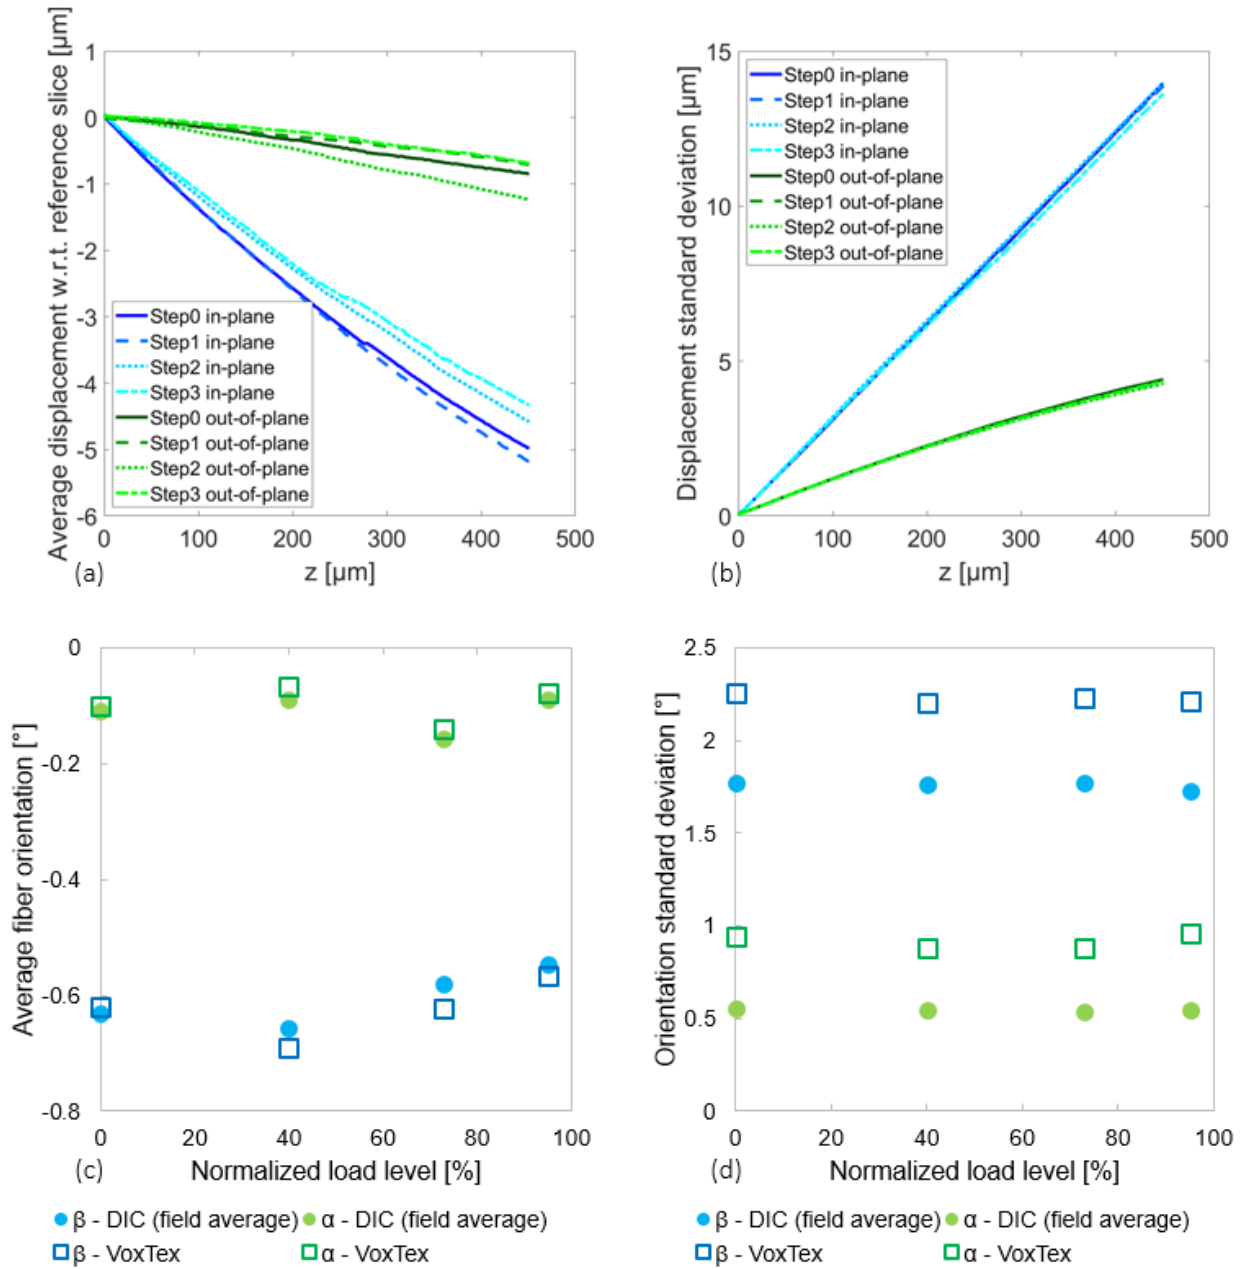 Average displacement w.r.t. reference slice [µm]
1
0
-1
-2
-3
-4
-5
-6
Step0 in-plane
Step1 in-plane
Step2 in-plane
Step3 in-plane
Step0 out-of-plane
Step1 out-of-plane
Step2 out-of-plane
Step3 out-of-plane
0 100 200 300 400 500
(a) z [µm]
Displacement standard deviation [µm]
15
10
5
0
Step0 in-plane
Step1 in-plane
Step2 in-plane
Step3 in-plane
Step0 out-of-plane
Step1 out-of-plane
Step2 out-of-plane
Step3 out-of-plane
0 100 200 300 400 500
(b) z [µm]
Average fiber orientation [°]
0
-0.2
-0.4
-0.6
-0.8
0 20 40 60 80 100
(c) Normalized load level [%]
β - DIC (field average) α - DIC (field average)
β - VoxTex α - VoxTex
Orientation standard deviation [°]
2.5
2
1.5
1
0.5
0
0 20 40 60 80 100
(d) Normalized load level [%]
β - DIC (field average) α - DIC (field average)
β - VoxTex α - VoxTex